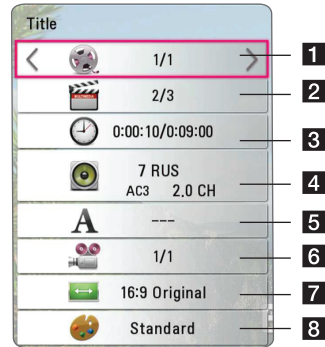 Title
1/1
1
2/3
2
0:00:10/0:09:00
3
7 RUS
AC3 2.0 CH
4
A
---
5
1/1
6
16:9 Original
7
Standard
8